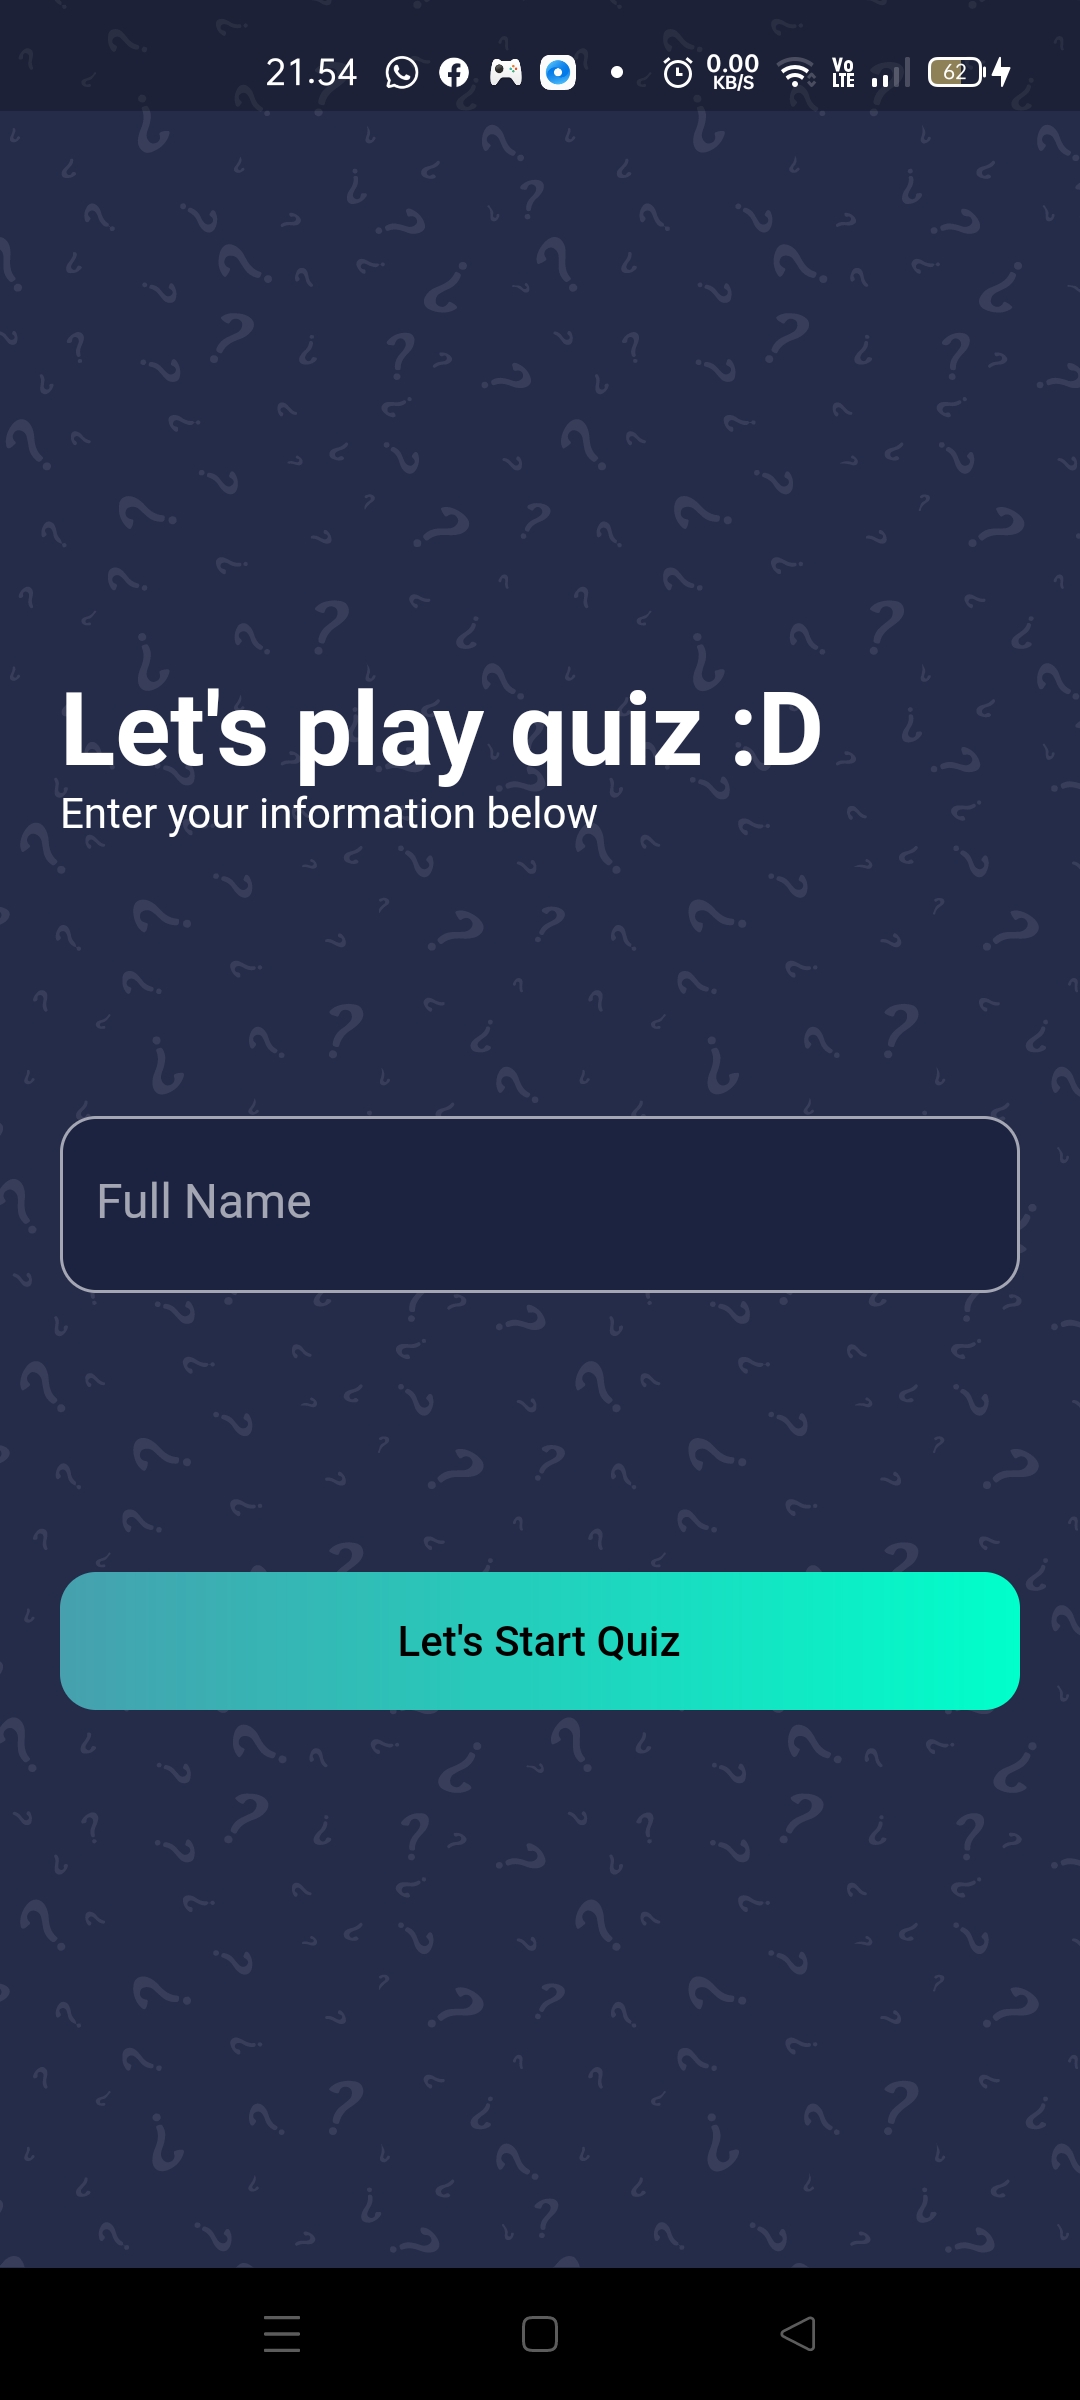 21.54 0.00 KB/S Vo LTE 62
Let's play quiz :D
Enter your information below
Full Name
Let's Start Quiz